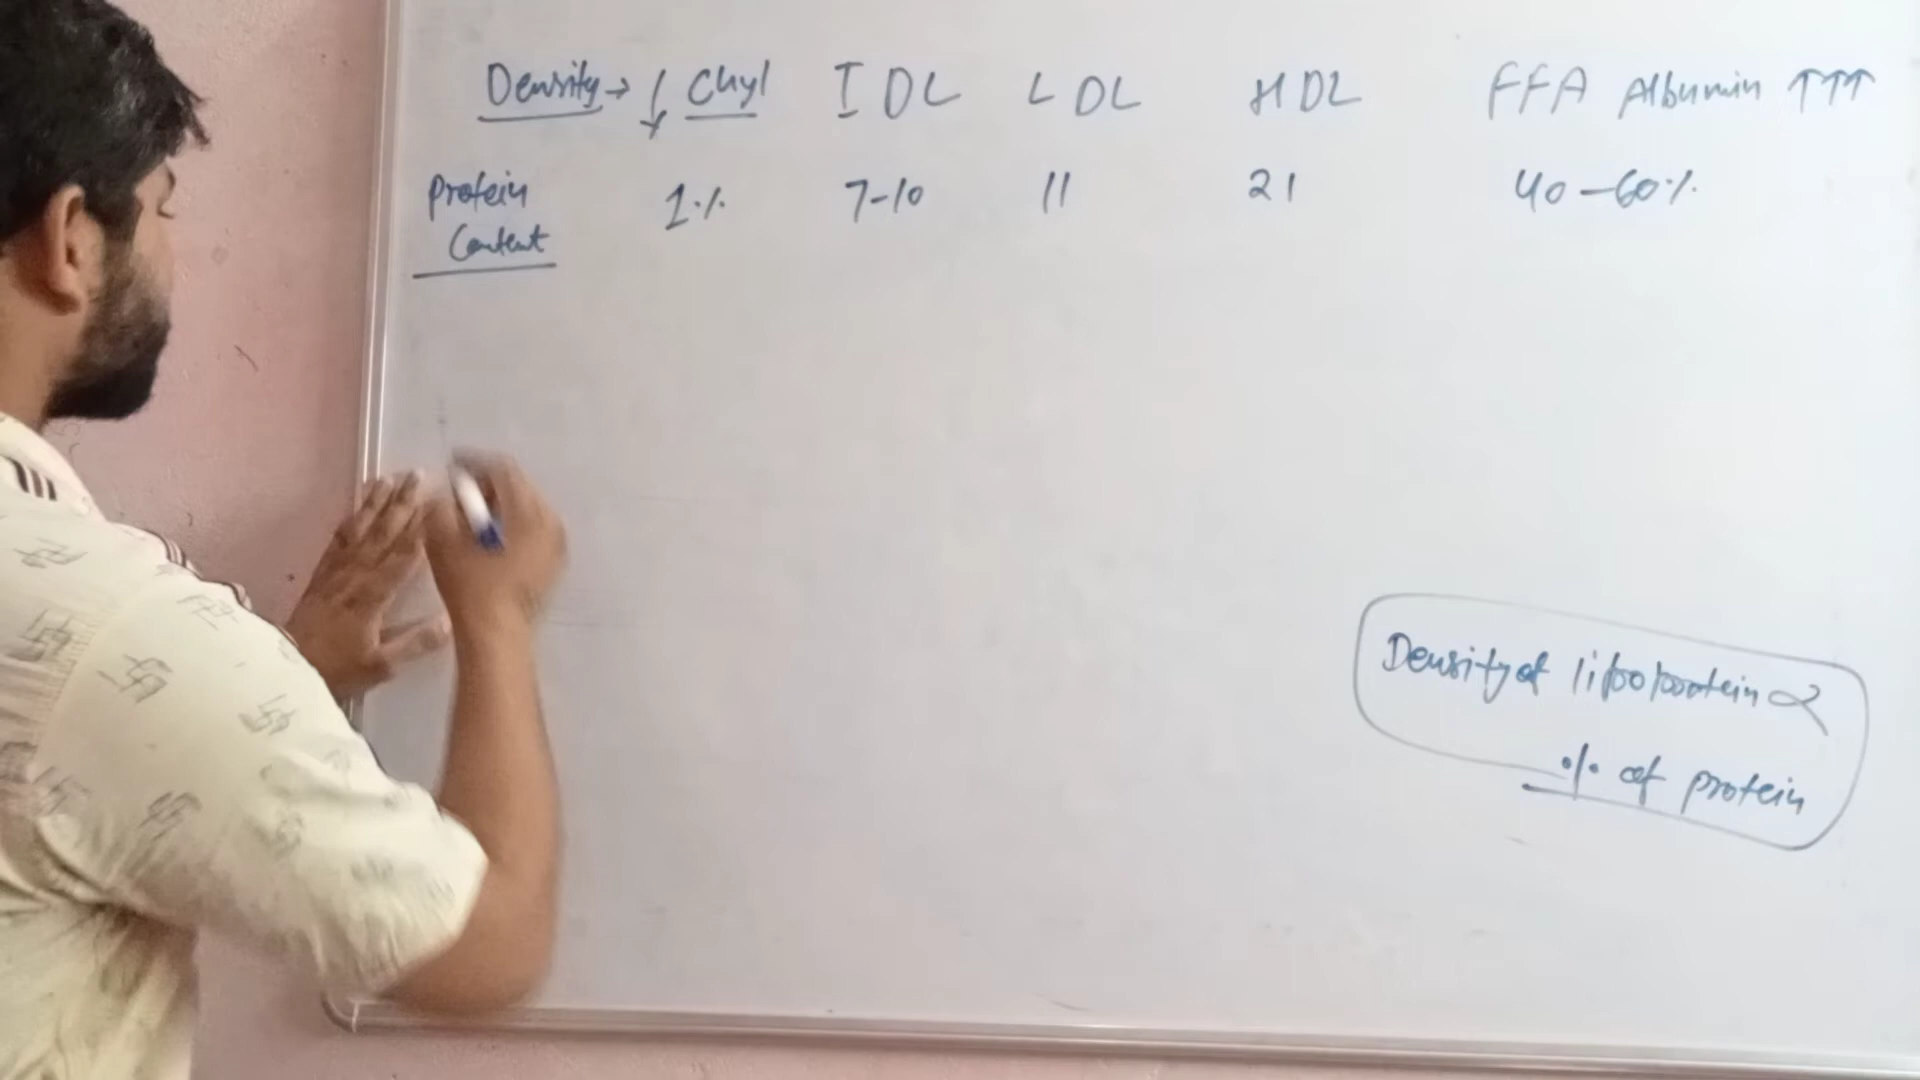 Density → ↓ Chyl IDL LDL HDL FFA Albumin ↑↑↑
Protein 1% 7-10 11 21 40-60%
Content
Density of lipoprotein ∝
% of protein